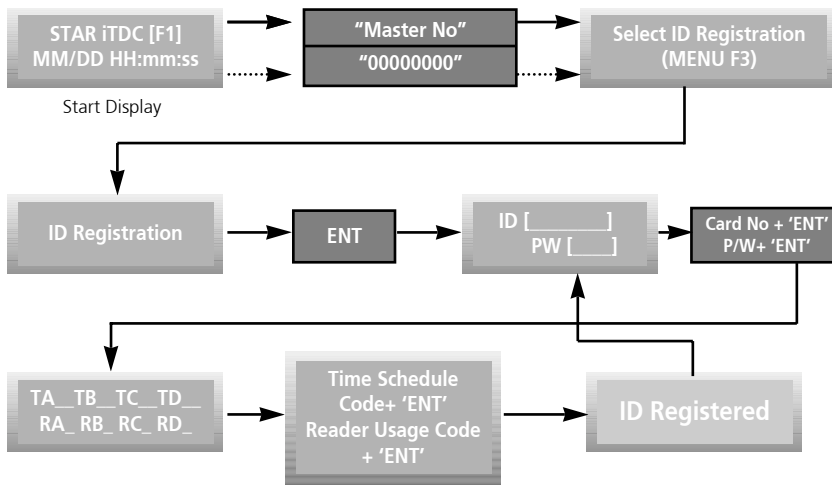 STAR iTDC [F1]
MM/DD HH:mm:ss
Start Display
“Master No”
“00000000”
Select ID Registration
(MENU F3)
ID Registration
ENT
ID [________]
PW [____]
Card No + ‘ENT’
P/W+ ‘ENT’
TA__TB__TC__TD__
RA_ RB_ RC_ RD_
Time Schedule
Code+ ‘ENT’
Reader Usage Code
+ ‘ENT’
ID Registered